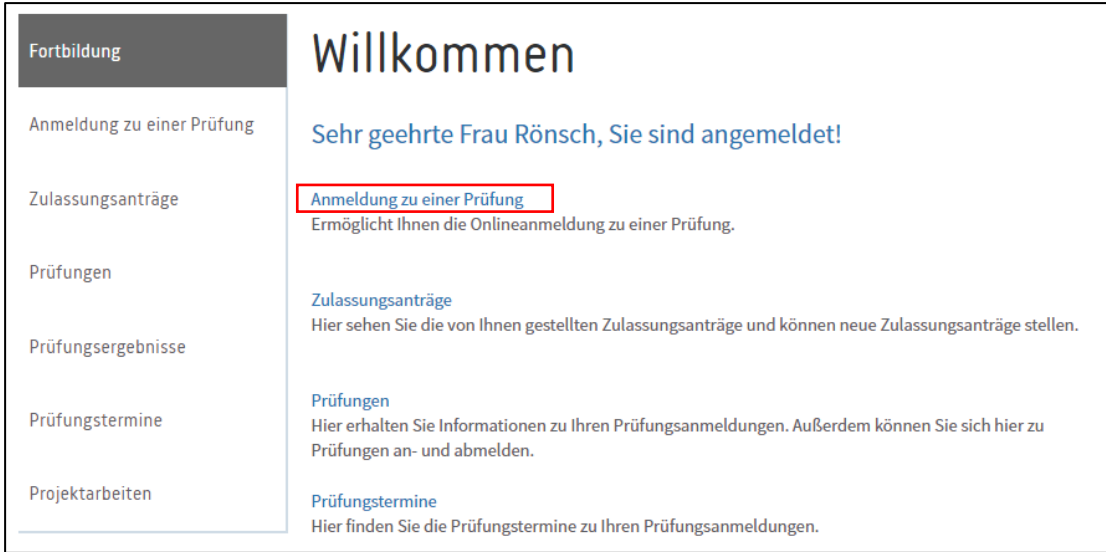 Fortbildung
Anmeldung zu einer Prüfung
Zulassungsanträge
Prüfungen
Prüfungsergebnisse
Prüfungstermine
Projektarbeiten
Willkommen
Sehr geehrte Frau Rönsch, Sie sind angemeldet!
Anmeldung zu einer Prüfung
Ermöglicht Ihnen die Onlineanmeldung zu einer Prüfung.
Zulassungsanträge
Hier sehen Sie die von Ihnen gestellten Zulassungsanträge und können neue Zulassungsanträge stellen.
Prüfungen
Hier erhalten Sie Informationen zu Ihren Prüfungsanmeldungen. Außerdem können Sie sich hier zu
Prüfungen an- und abmelden.
Prüfungstermine
Hier finden Sie die Prüfungstermine zu Ihren Prüfungsanmeldungen.